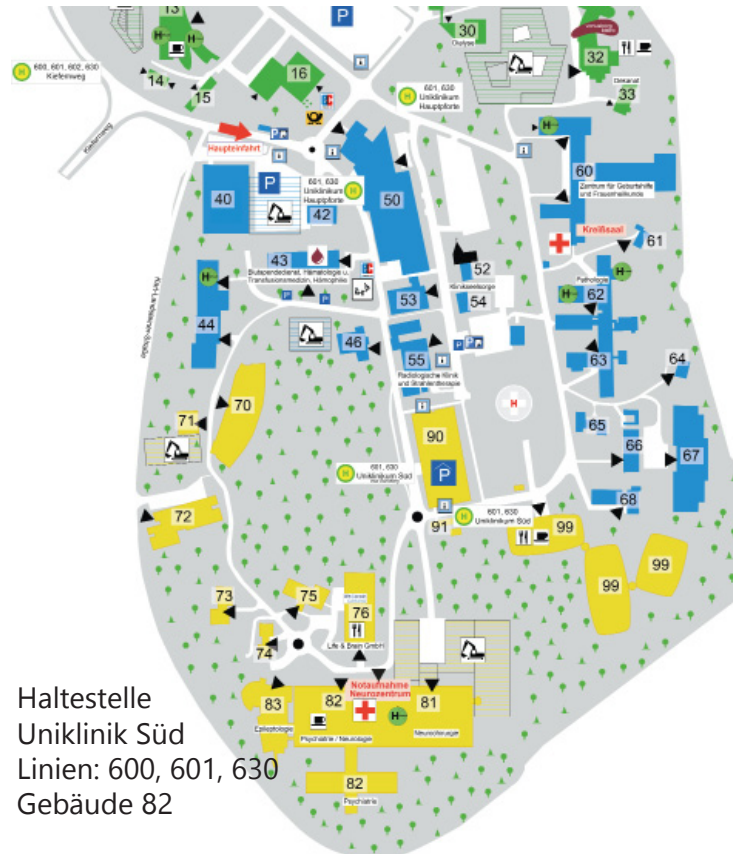 13
P
30
Dialyse
32
H
H
H
600, 601, 602, 630
Kiefernweg
14
15
16
H
601, 630
Uniklinikum
Hauptpforte
Dekanat
33
Kiefernweg
Haupteinfahrt
P
H
60
Zentrum für Geburtshilfe
und Frauenheilkunde
40
P
601, 630
Uniklinikum
Hauptpforte
H
50
42
Kreißsaal
61
43
Blutspendedienst, Hämatologie u.
Transfusionsmedizin, Hämophilie
52
Klinikseelsorge
Pathologie
H
H
62
H
44
P
P
53
54
46
55
P
P
63
64
Radiologische Klinik
und Strahlentherapie
70
H
71
90
65
66
67
601, 630
Uniklinikum Süd
H
P
68
72
91
H
601, 630
Uniklinikum Süd
99
99
99
73
75
76
74
Life & Brain GmbH
Notaufnahme
Neurozentrum
83
82
81
H
Epileptologie
Psychiatrie / Neurologie
Neurochirurgie
82
Psychiatrie
Haltestelle
Uniklinik Süd
Linien: 600, 601, 630
Gebäude 82